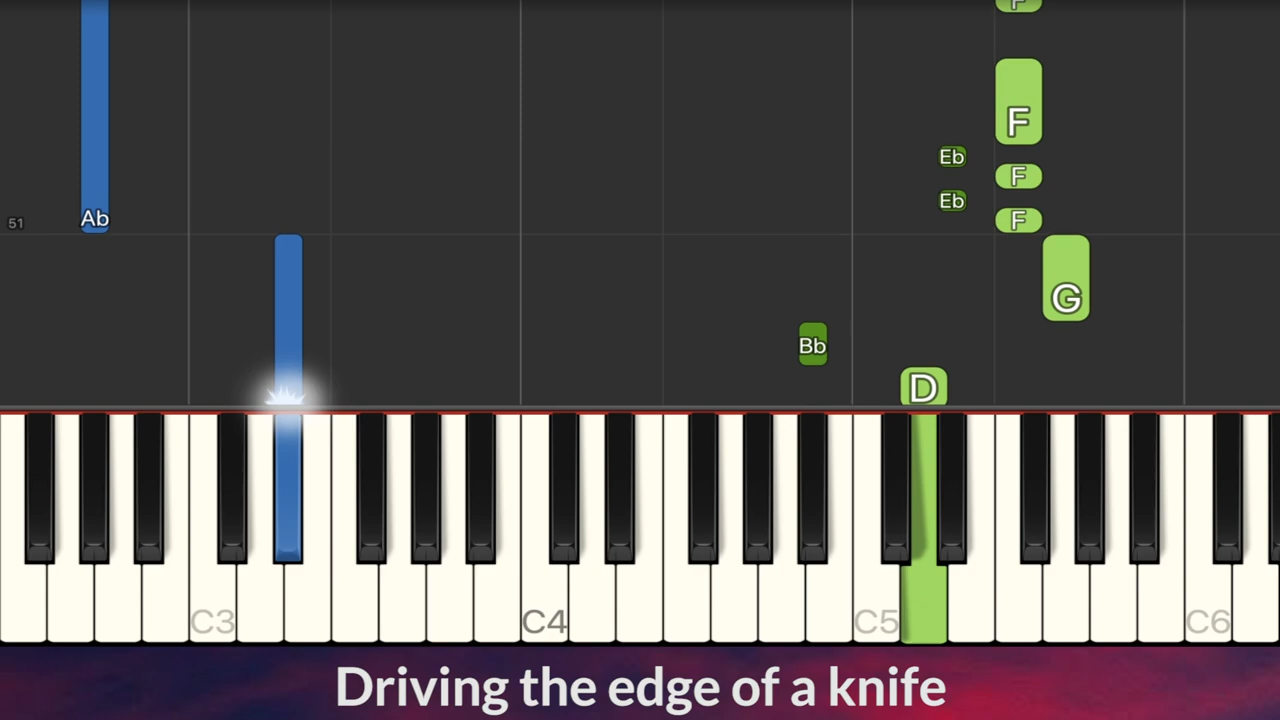 F
F
Eb
F
Eb
51
Ab
F
G
Bb
D
C3
C4
C5
C6
Driving the edge of a knife